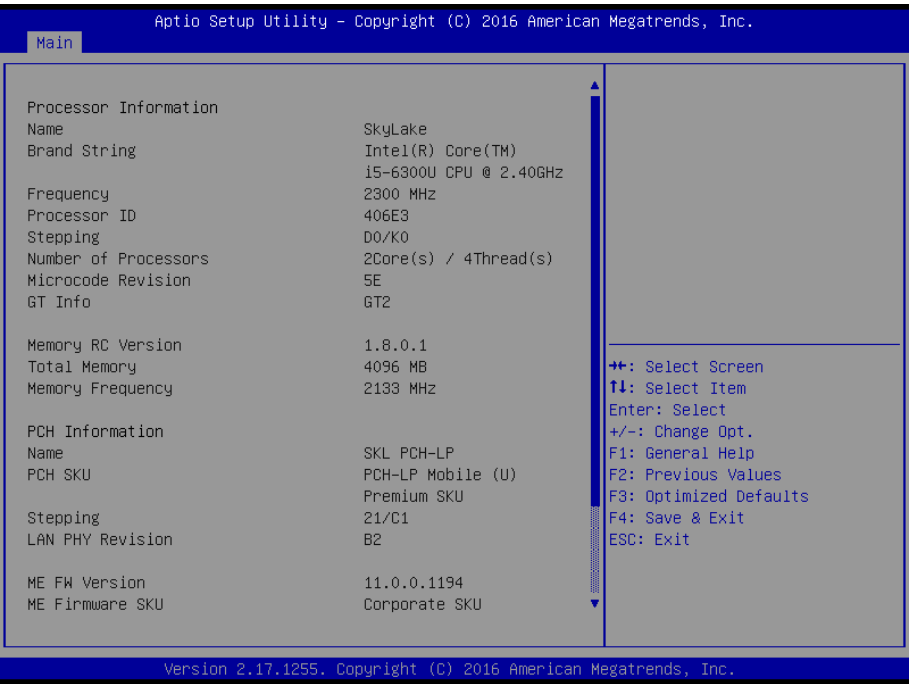 Aptio Setup Utility – Copyright (C) 2016 American Megatrends, Inc.
Main
Processor Information
Name SkyLake
Brand String Intel(R) Core(TM)
i5-6300U CPU @ 2.40GHz
Frequency 2300 MHz
Processor ID 406E3
Stepping D0/K0
Number of Processors 2Core(s) / 4Thread(s)
Microcode Revision 5E
GT Info GT2
Memory RC Version 1.8.0.1
Total Memory 4096 MB
Memory Frequency 2133 MHz
PCH Information
Name SKL PCH-LP
PCH SKU PCH-LP Mobile (U)
Premium SKU
Stepping 21/C1
LAN PHY Revision B2
ME FW Version 11.0.0.1194
ME Firmware SKU Corporate SKU
→←: Select Screen
↑↓: Select Item
Enter: Select
+/-: Change Opt.
F1: General Help
F2: Previous Values
F3: Optimized Defaults
F4: Save & Exit
ESC: Exit
Version 2.17.1255. Copyright (C) 2016 American Megatrends, Inc.